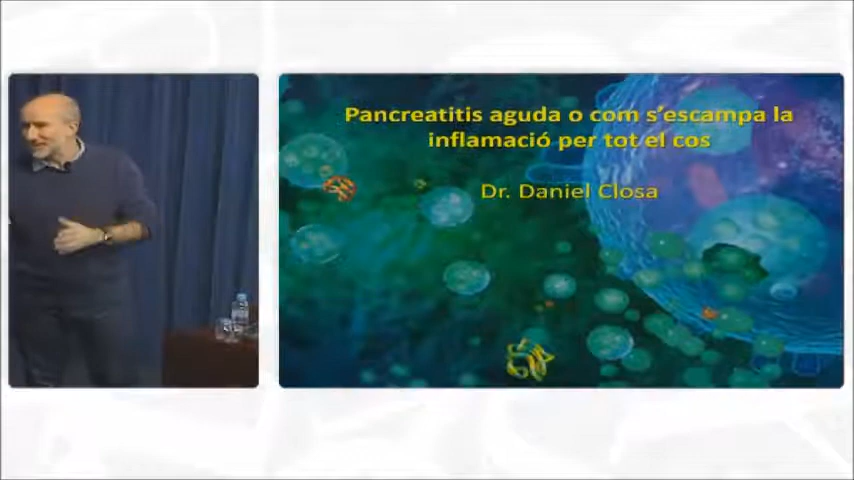 Pancreatitis aguda o com s'escampa la
inflamació per tot el cos
Dr. Daniel Closa